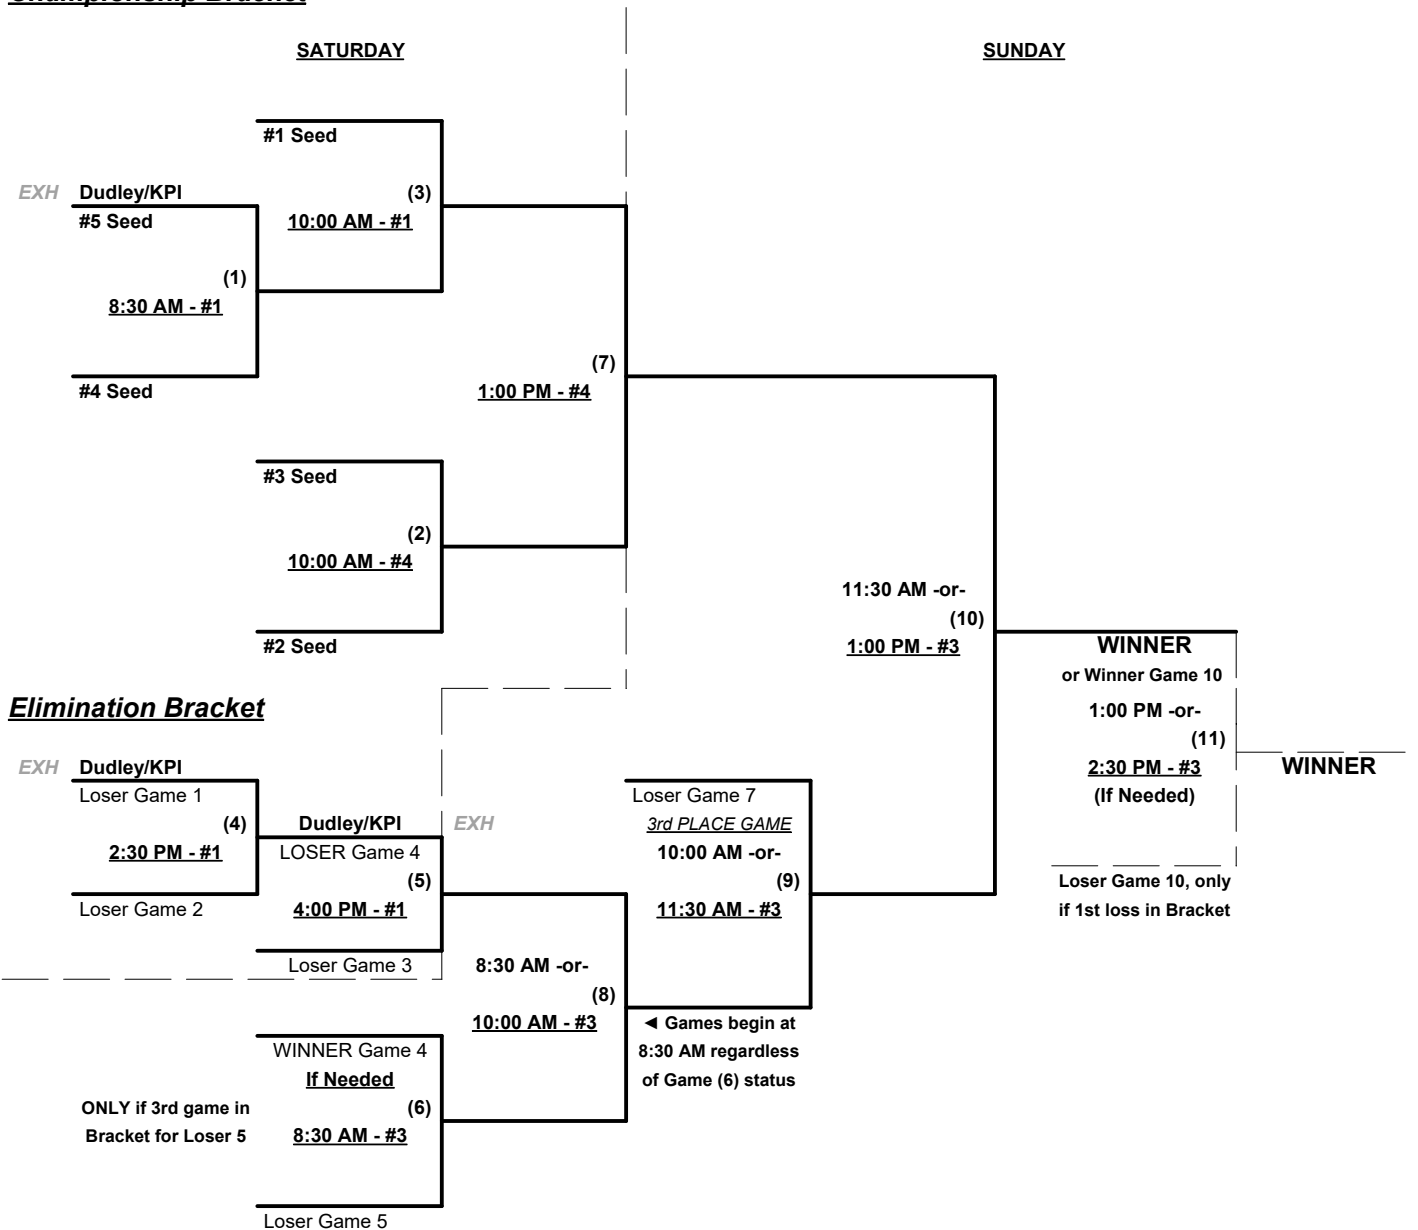 Championship Bracket
SATURDAY
SUNDAY
#1 Seed
EXH Dudley/KPI
(3)
#5 Seed
10:00 AM - #1
(1)
8:30 AM - #1
(7)
#4 Seed
1:00 PM - #4
#3 Seed
(2)
10:00 AM - #4
11:30 AM -or-
(10)
#2 Seed
1:00 PM - #3
WINNER
or Winner Game 10
Elimination Bracket
1:00 PM -or-
(11)
EXH Dudley/KPI
2:30 PM - #3
WINNER
Loser Game 1
Loser Game 7
(If Needed)
(4)
Dudley/KPI
EXH
3rd PLACE GAME
2:30 PM - #1
LOSER Game 4
10:00 AM -or-
(5)
(9)
Loser Game 10, only
Loser Game 2
4:00 PM - #1
11:30 AM - #3
if 1st loss in Bracket
Loser Game 3
8:30 AM -or-
(8)
10:00 AM - #3
◄ Games begin at
WINNER Game 4
8:30 AM regardless
If Needed
of Game (6) status
ONLY if 3rd game in
(6)
Bracket for Loser 5
8:30 AM - #3
Loser Game 5